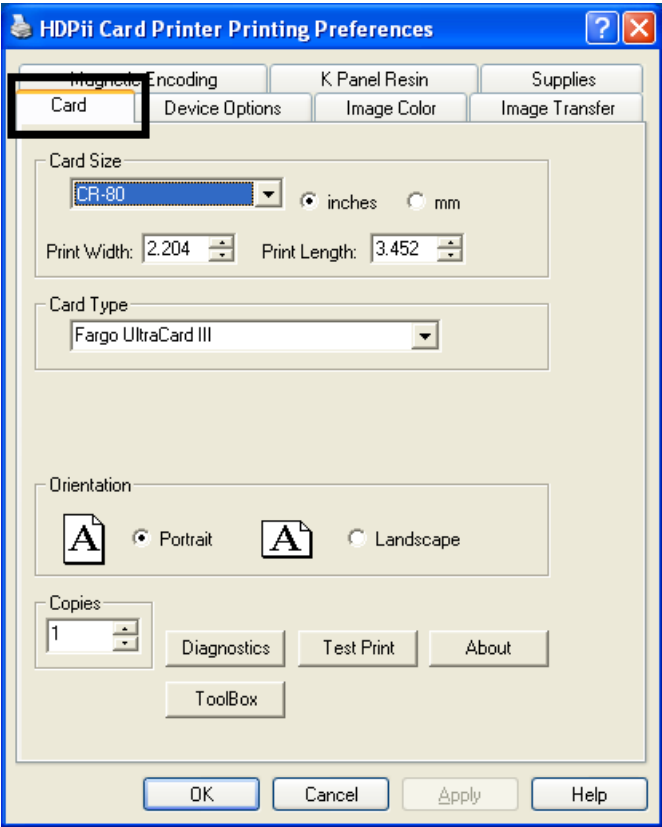 HDPii Card Printer Printing Preferences
Magnetic Encoding K Panel Resin Supplies
Card Device Options Image Color Image Transfer
Card Size
CR-80 inches mm
Print Width: 2.204 Print Length: 3.452
Card Type
Fargo UltraCard III
Orientation
A Portrait A Landscape
Copies
1 Diagnostics Test Print About
ToolBox
OK Cancel Apply Help